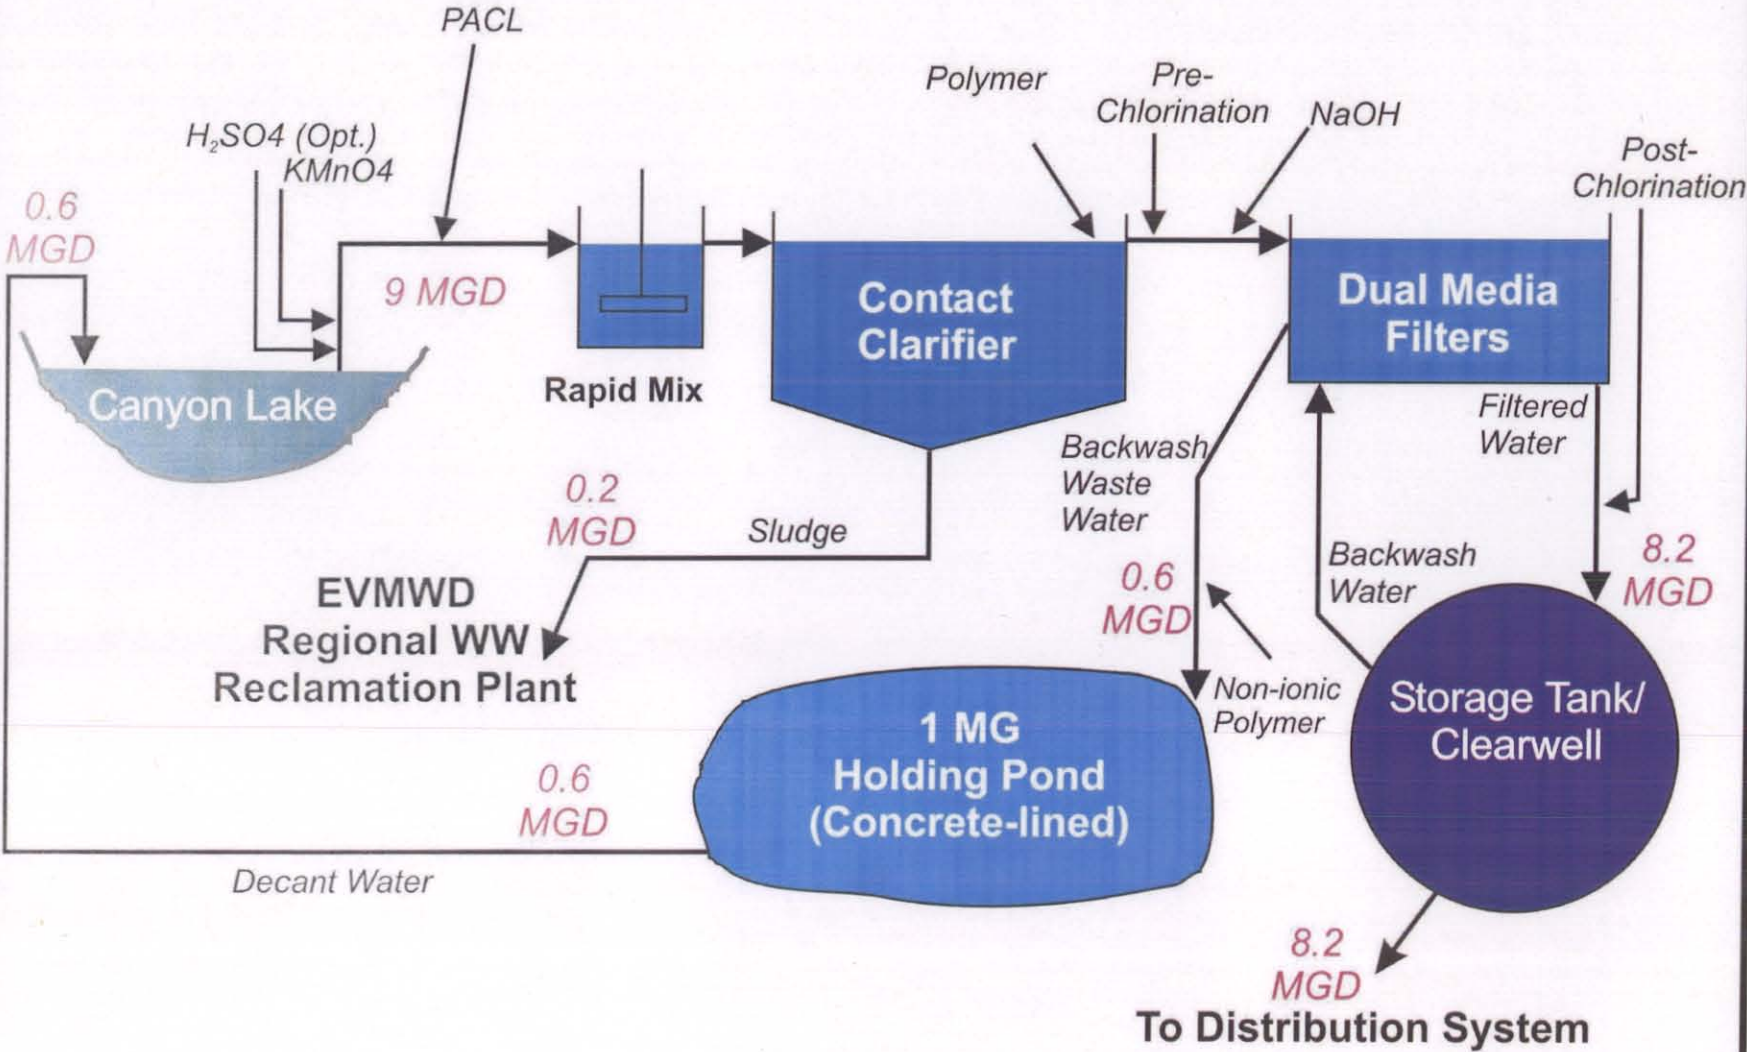 PACL
Polymer
Pre-
Chlorination
NaOH
H₂SO4 (Opt.)
KMnO4
Post-
Chlorination
0.6
MGD
9 MGD
Canyon Lake
Rapid Mix
Contact
Clarifier
Dual Media
Filters
Filtered
Water
Backwash
Waste
Water
0.2
MGD
Sludge
Backwash
Water
8.2
MGD
0.6
MGD
EVMWD
Regional WW
Reclamation Plant
Non-ionic
Polymer
1 MG
Holding Pond
(Concrete-lined)
Storage Tank/
Clearwell
0.6
MGD
Decant Water
8.2
MGD
To Distribution System